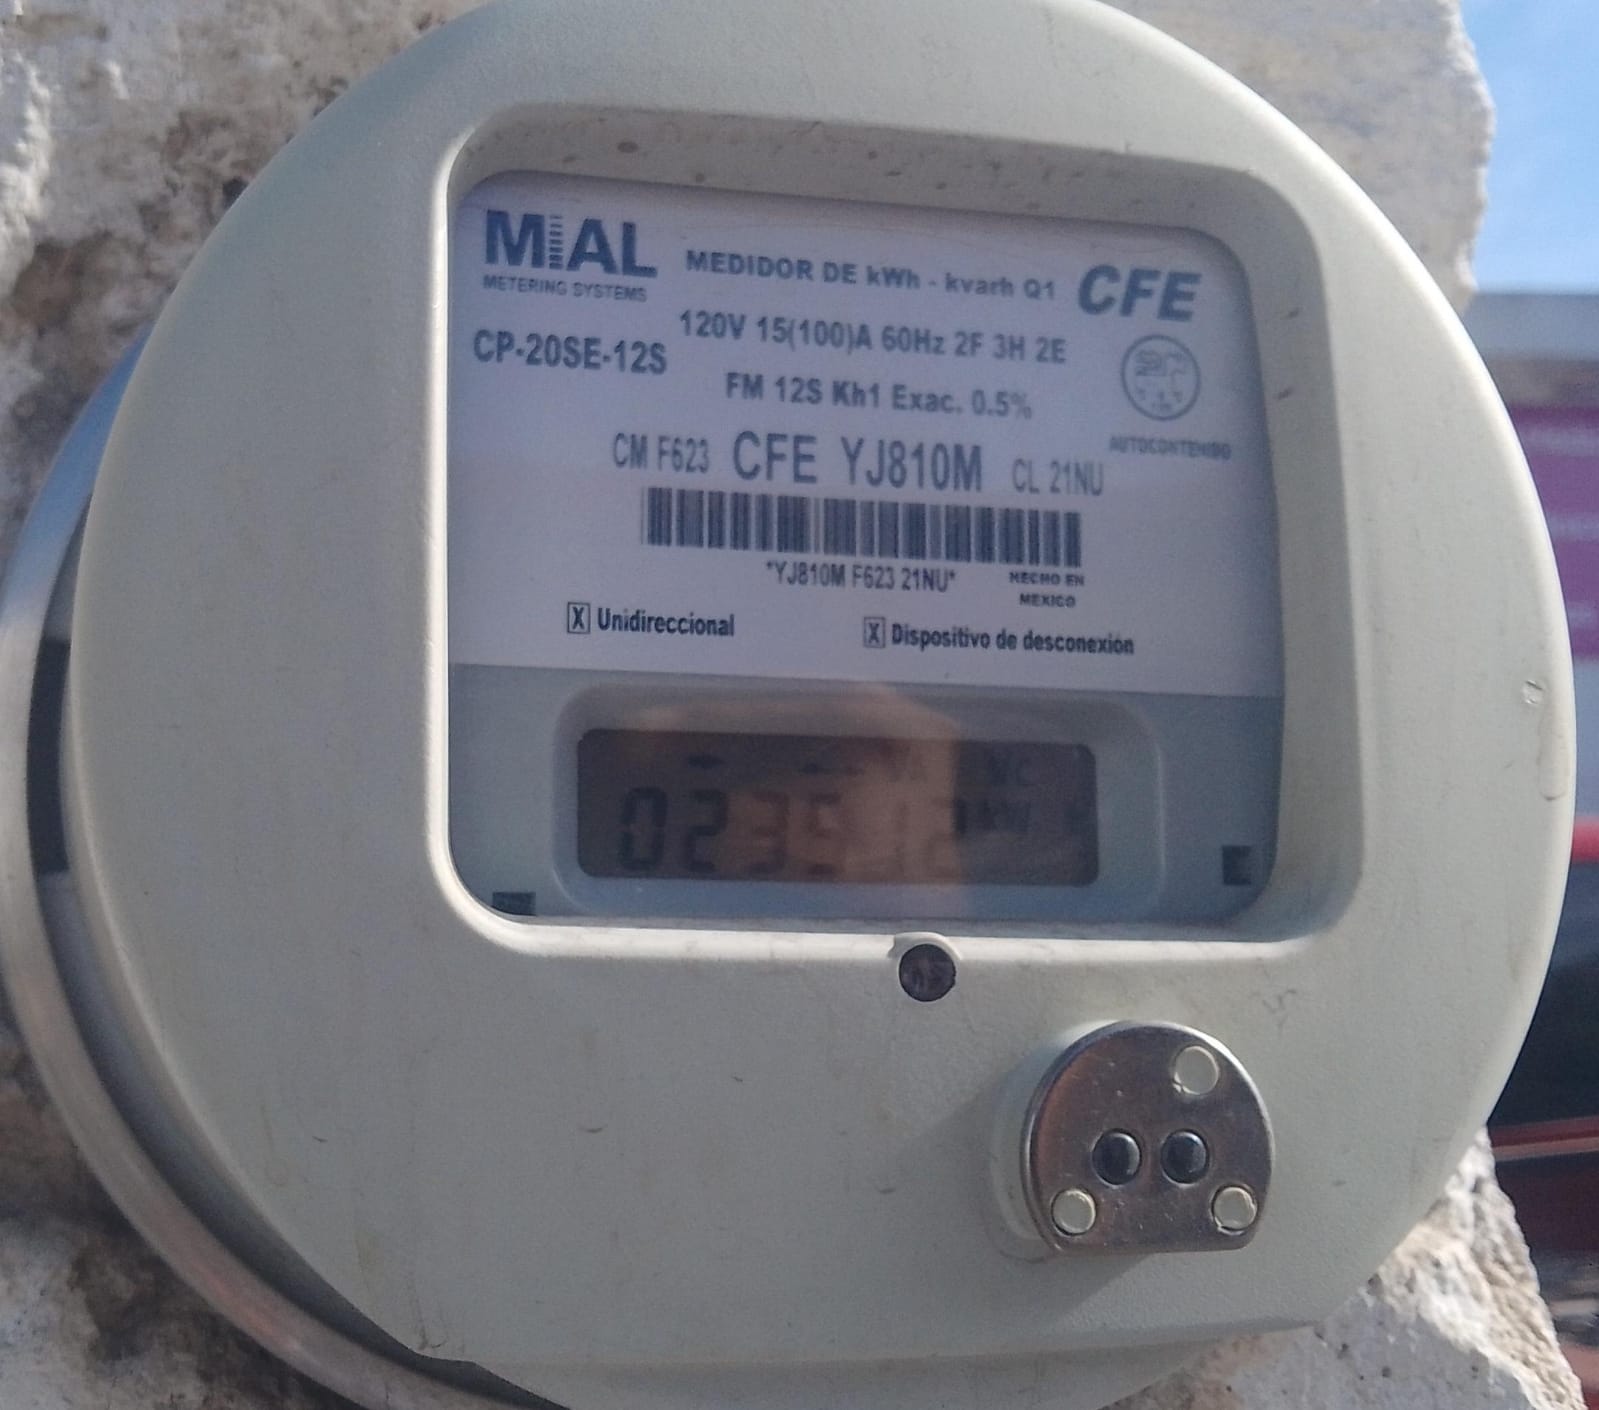 MIAL
METERING SYSTEMS
MEDIDOR DE kWh - kvarh Q1
CFE
CP-20SE-12S
120V 15(100)A 60Hz 2F 3H 2E
FM 12S Kh1 Exac. 0.5%
AUTOCONTENIDO
CM F623 CFE YJ810M CL 21NU
*YJ810M F623 21NU*
HECHO EN
MEXICO
X Unidireccional
X Dispositivo de desconexión